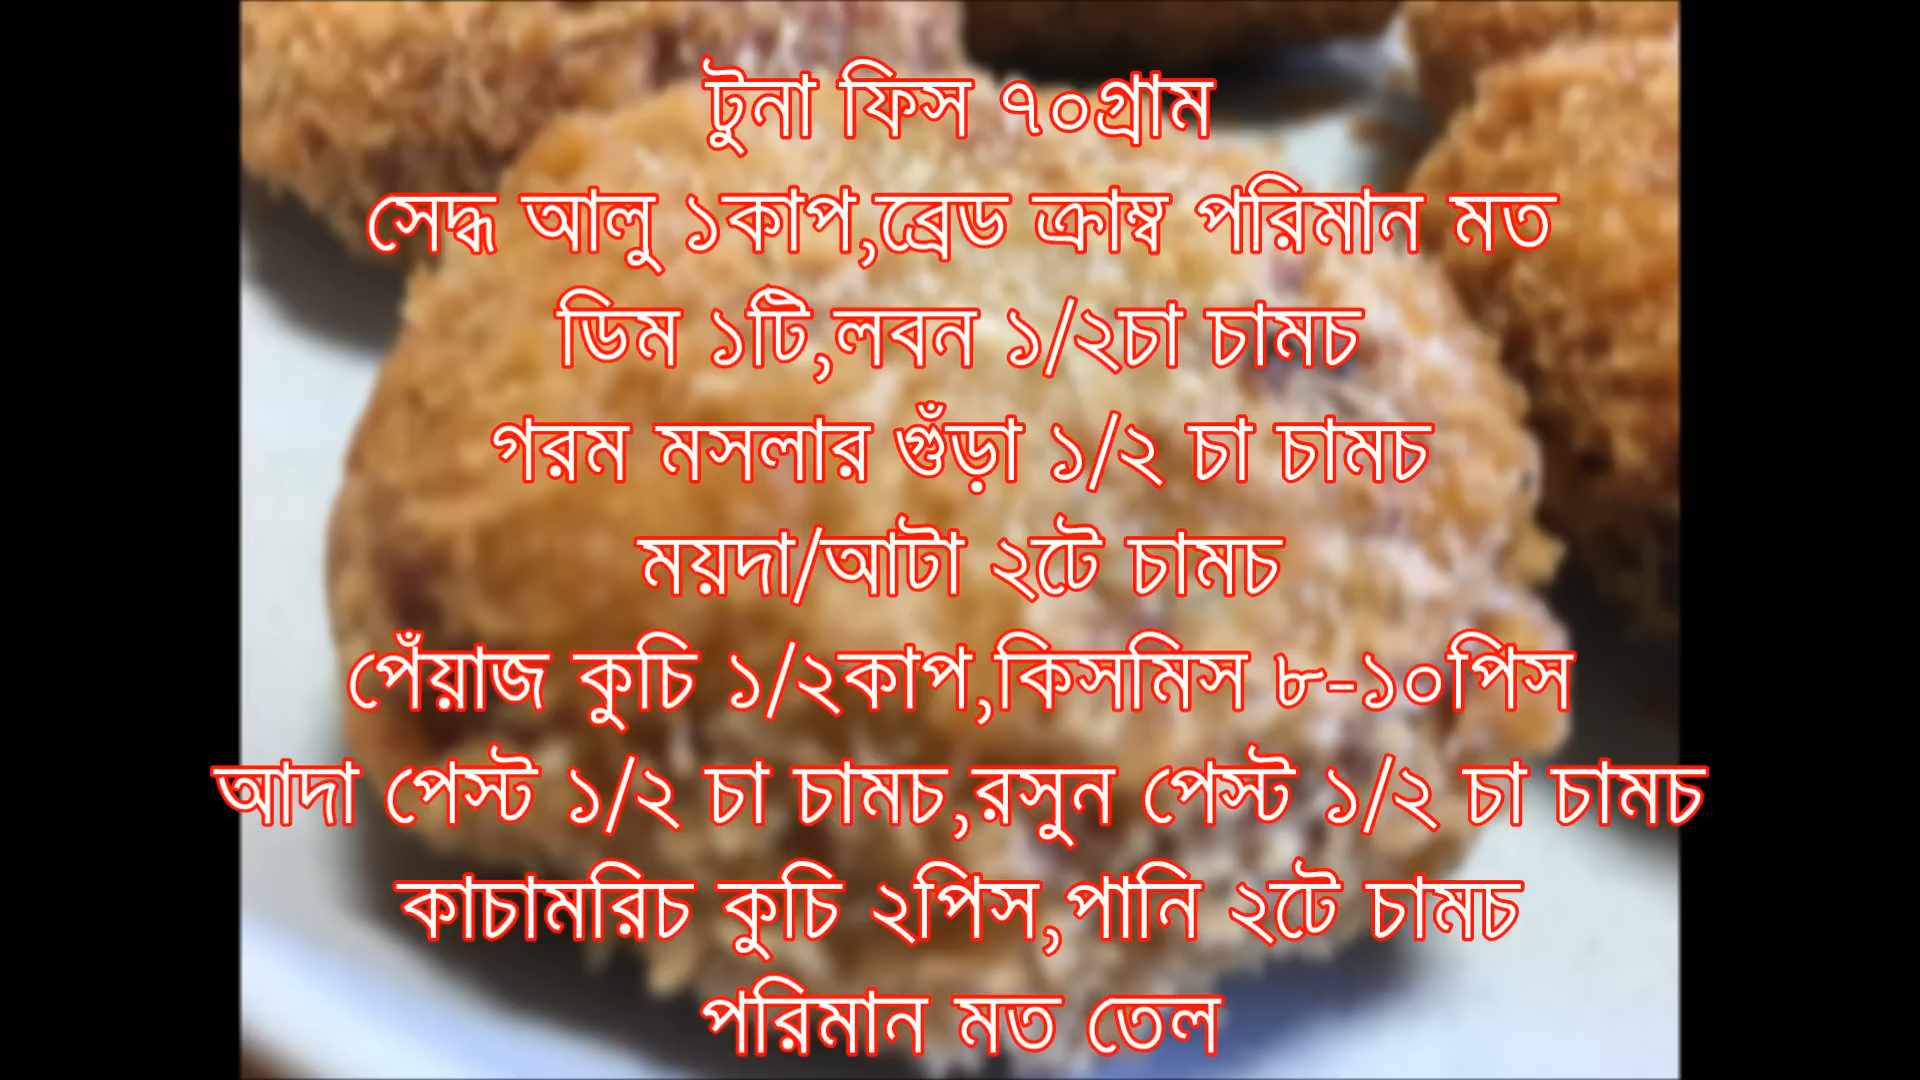 টুনা ফিস ৭০গ্রাম
সেদ্ধ আলু ১কাপ,ব্রেড ক্রাম্ব পরিমান মত
ডিম ১টি,লবন ১/২চা চামচ
গরম মসলার গুঁড়া ১/২ চা চামচ
ময়দা/আটা ২টে চামচ
পেঁয়াজ কুচি ১/২কাপ,কিসমিস ৮-১০পিস
আদা পেস্ট ১/২ চা চামচ,রসুন পেস্ট ১/২ চা চামচ
কাচামরিচ কুচি ২পিস,পানি ২টে চামচ
পরিমান মত তেল